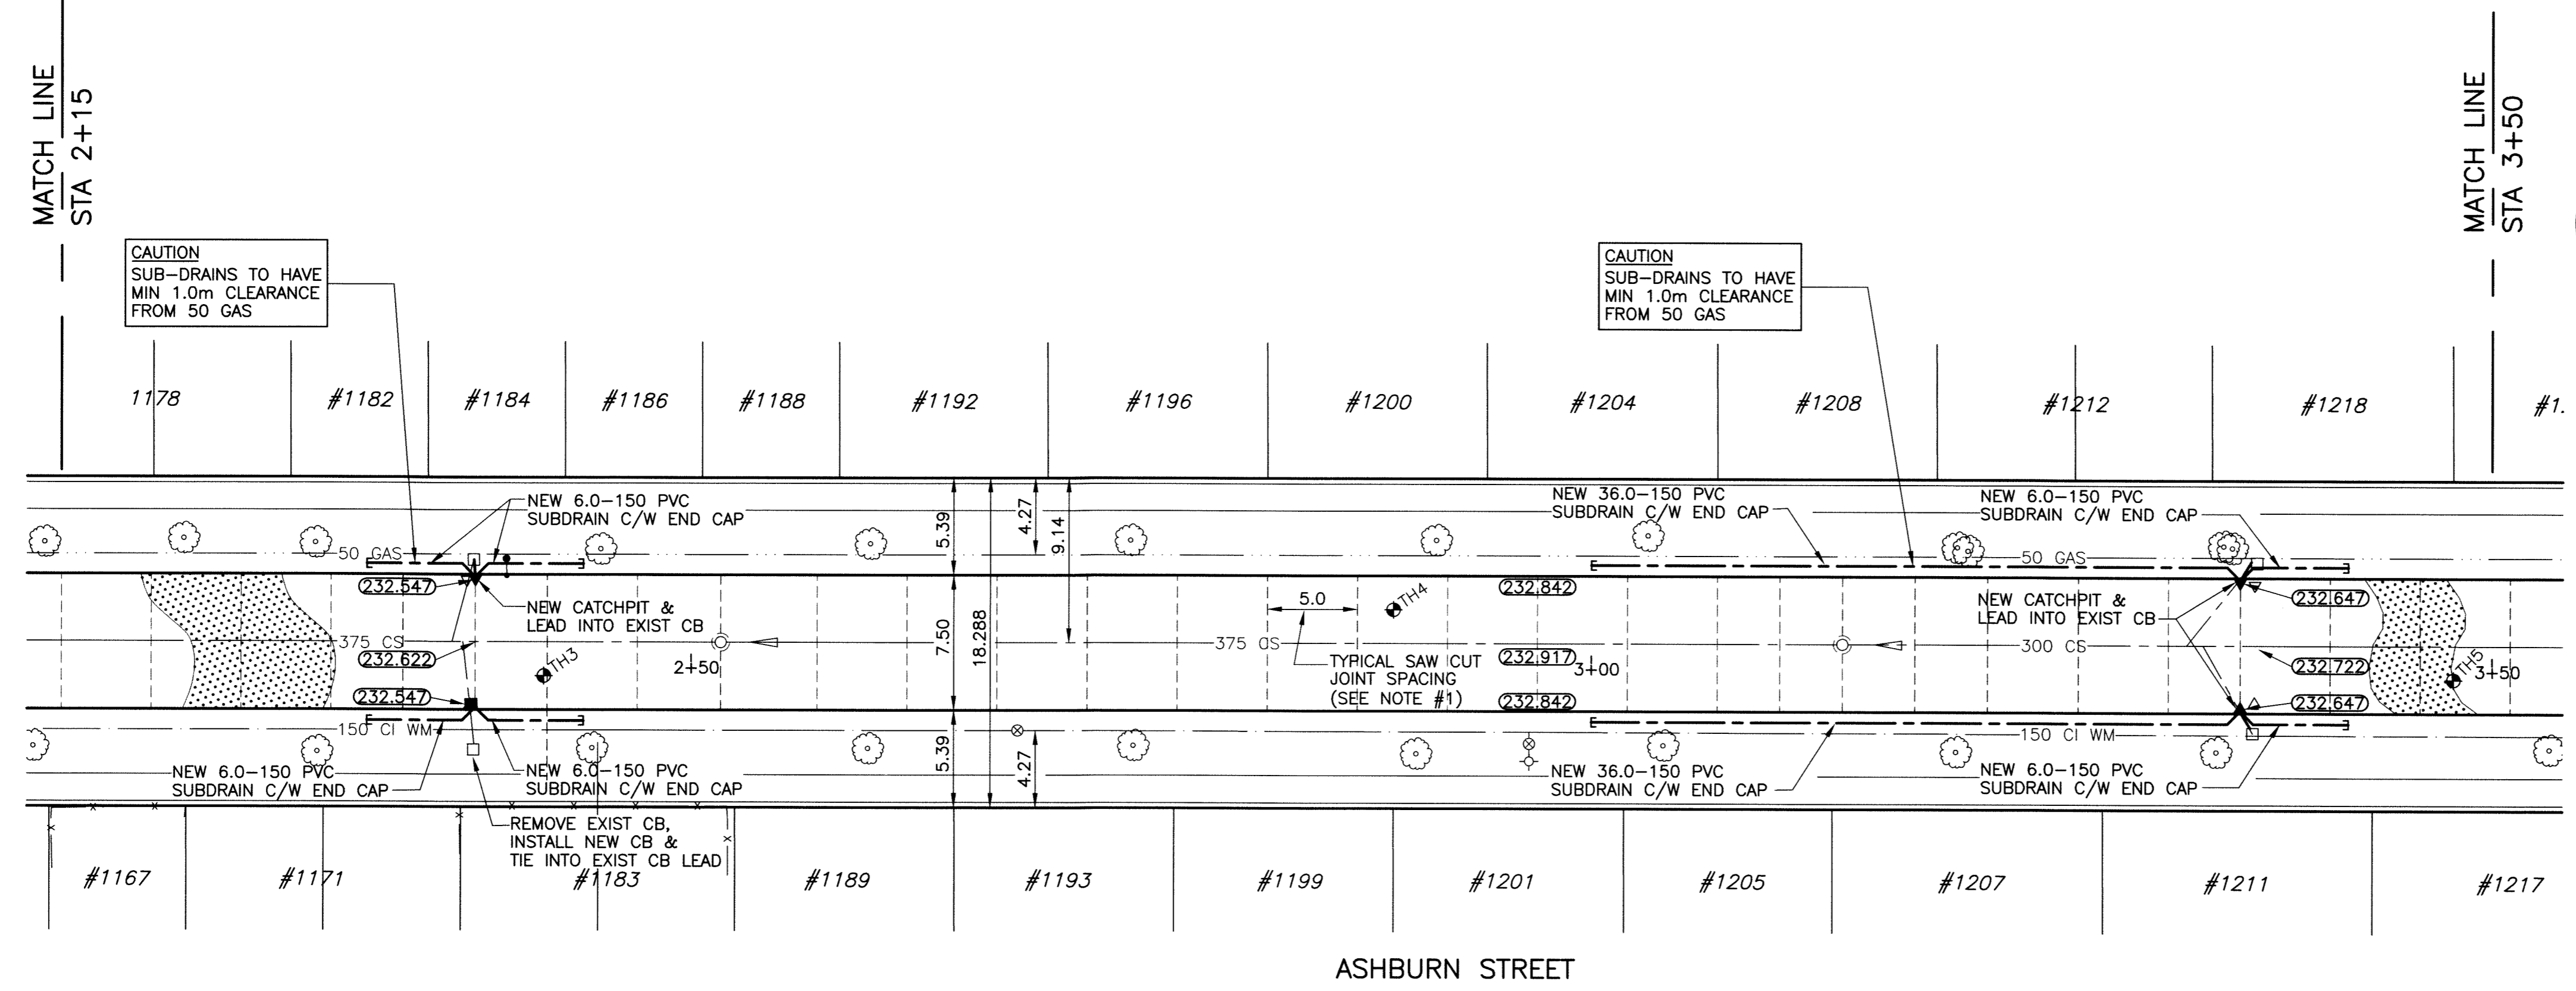 MATCH LINE
STA 2+15
MATCH LINE
STA 3+50
CAUTION
SUB-DRAINS TO HAVE
MIN 1.0m CLEARANCE
FROM 50 GAS
CAUTION
SUB-DRAINS TO HAVE
MIN 1.0m CLEARANCE
FROM 50 GAS
1178
#1182
#1184
#1186
#1188
#1192
#1196
#1200
#1204
#1208
#1212
#1218
#1.
NEW 6.0-150 PVC
SUBDRAIN C/W END CAP
NEW 36.0-150 PVC
SUBDRAIN C/W END CAP
NEW 6.0-150 PVC
SUBDRAIN C/W END CAP
5.39
4.27
9.14
50 GAS
50 GAS
232.547
NEW CATCHPIT &
LEAD INTO EXIST CB
5.0
TH4
232.842
NEW CATCHPIT &
LEAD INTO EXIST CB
232.647
375 CS
7.50
18.288
375 CS
300 CS
232.622
TH3
2+50
TYPICAL SAW CUT
JOINT SPACING
(SEE NOTE #1)
232.917
3+00
232.722
TH5
3+50
232.547
232.842
232.647
150 CI WM
150 CI WM
5.39
4.27
NEW 6.0-150 PVC
SUBDRAIN C/W END CAP
NEW 6.0-150 PVC
SUBDRAIN C/W END CAP
NEW 36.0-150 PVC
SUBDRAIN C/W END CAP
NEW 6.0-150 PVC
SUBDRAIN C/W END CAP
REMOVE EXIST CB,
INSTALL NEW CB &
TIE INTO EXIST CB LEAD
#1167
#1171
#1183
#1189
#1193
#1199
#1201
#1205
#1207
#1211
#1217
ASHBURN STREET